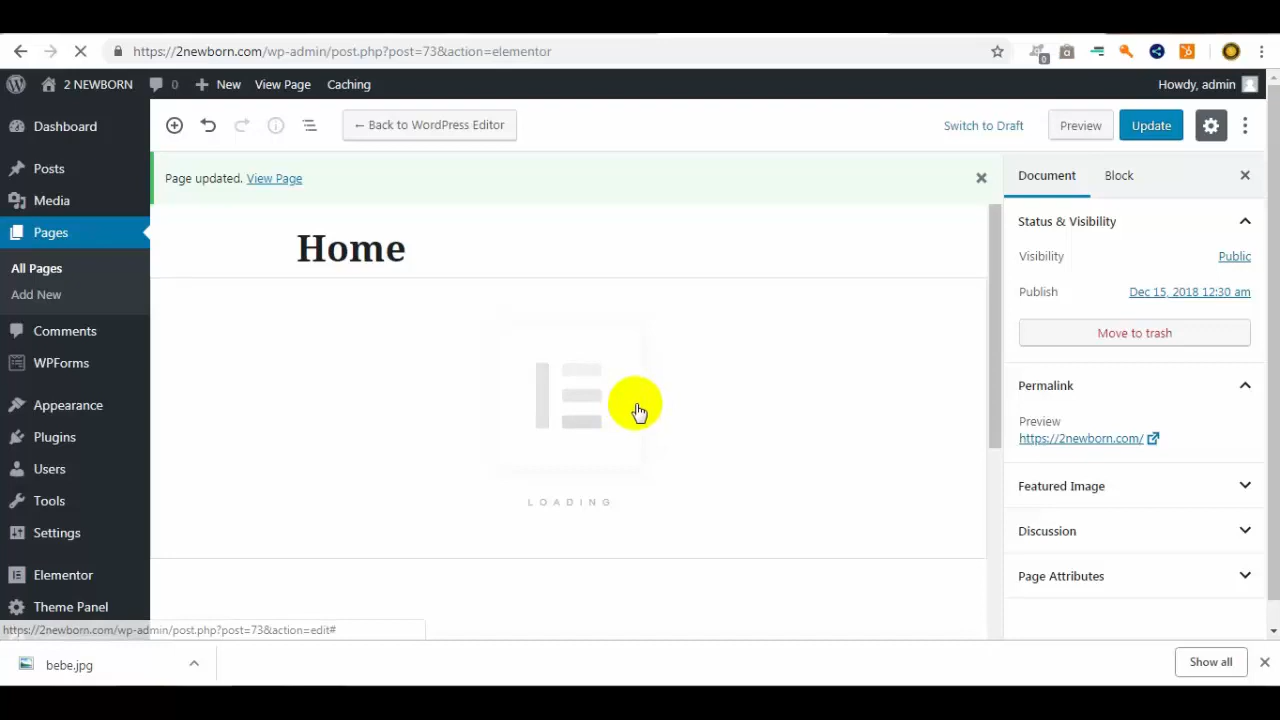 https://2newborn.com/wp-admin/post.php?post=73&action=elementor
0
2 NEWBORN
0
New
View Page
Caching
Howdy, admin
Dashboard
Posts
Media
Pages
All Pages
Add New
Comments
WPForms
Appearance
Plugins
Users
Tools
Settings
Elementor
Theme Panel
← Back to WordPress Editor
Switch to Draft
Preview
Update
Page updated. View Page
Home
LOADING
Document
Block
Status & Visibility
Visibility
Public
Publish
Dec 15, 2018 12:30 am
Move to trash
Permalink
Preview
https://2newborn.com/
Featured Image
Discussion
Page Attributes
https://2newborn.com/wp-admin/post.php?post=73&action=edit#
bebe.jpg
Show all